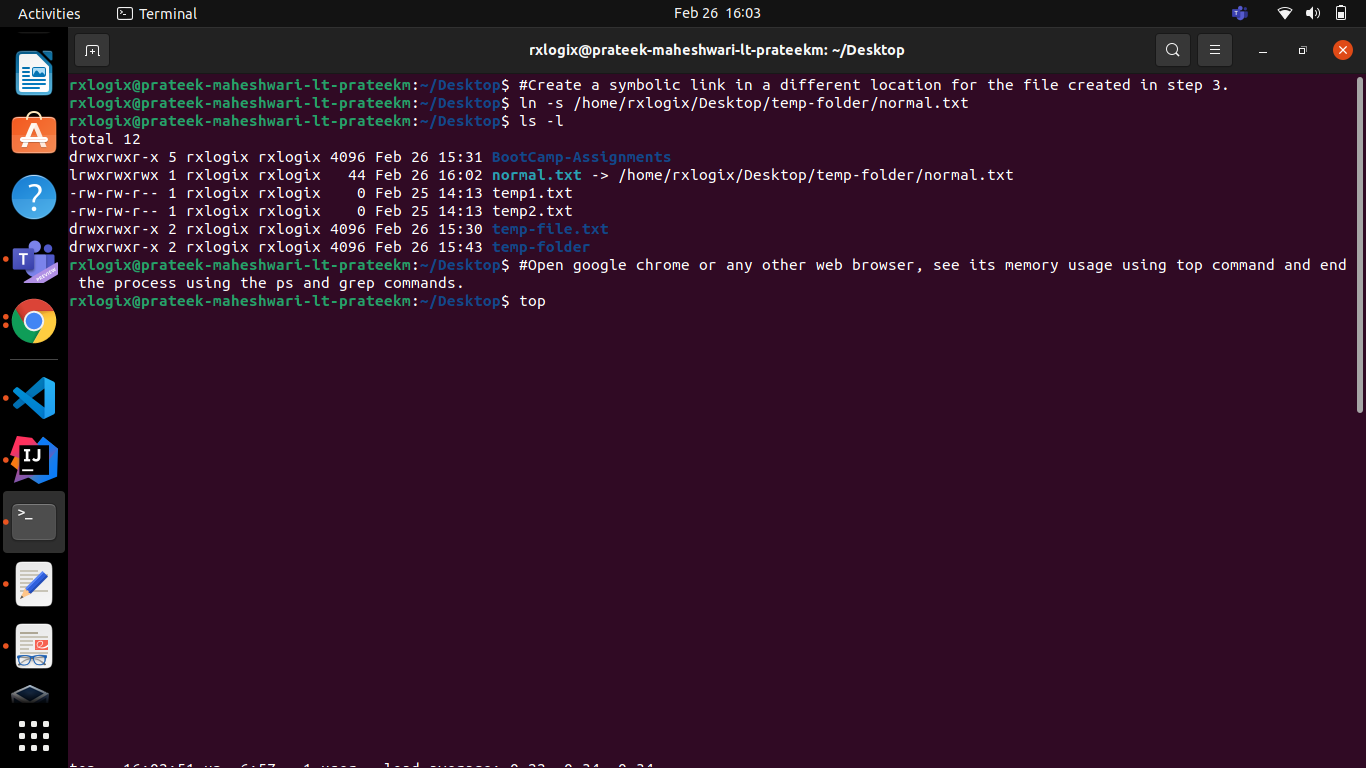 Activities
Terminal
Feb 26 16:03
rxlogix@prateek-maheshwari-lt-prateekm: ~/Desktop
rxlogix@prateek-maheshwari-lt-prateekm:~/Desktop$ #Create a symbolic link in a different location for the file created in step 3.
rxlogix@prateek-maheshwari-lt-prateekm:~/Desktop$ ln -s /home/rxlogix/Desktop/temp-folder/normal.txt
rxlogix@prateek-maheshwari-lt-prateekm:~/Desktop$ ls -l
total 12
drwxrwxr-x 5 rxlogix rxlogix 4096 Feb 26 15:31 BootCamp-Assignments
lrwxrwxrwx 1 rxlogix rxlogix   44 Feb 26 16:02 normal.txt -> /home/rxlogix/Desktop/temp-folder/normal.txt
-rw-rw-r-- 1 rxlogix rxlogix    0 Feb 25 14:13 temp1.txt
-rw-rw-r-- 1 rxlogix rxlogix    0 Feb 25 14:13 temp2.txt
drwxrwxr-x 2 rxlogix rxlogix 4096 Feb 26 15:30 temp-file.txt
drwxrwxr-x 2 rxlogix rxlogix 4096 Feb 26 15:43 temp-folder
rxlogix@prateek-maheshwari-lt-prateekm:~/Desktop$ #Open google chrome or any other web browser, see its memory usage using top command and end
 the process using the ps and grep commands.
rxlogix@prateek-maheshwari-lt-prateekm:~/Desktop$ top